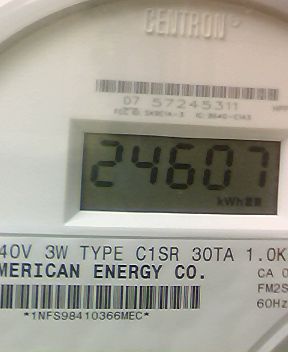 CENTRON
07 57245311
24607
kWh
40V 3W TYPE C1SR 30TA 1.0K
MERICAN ENERGY CO.
CA 0
FM2S
60Hz
*1NFS98410366MEC*